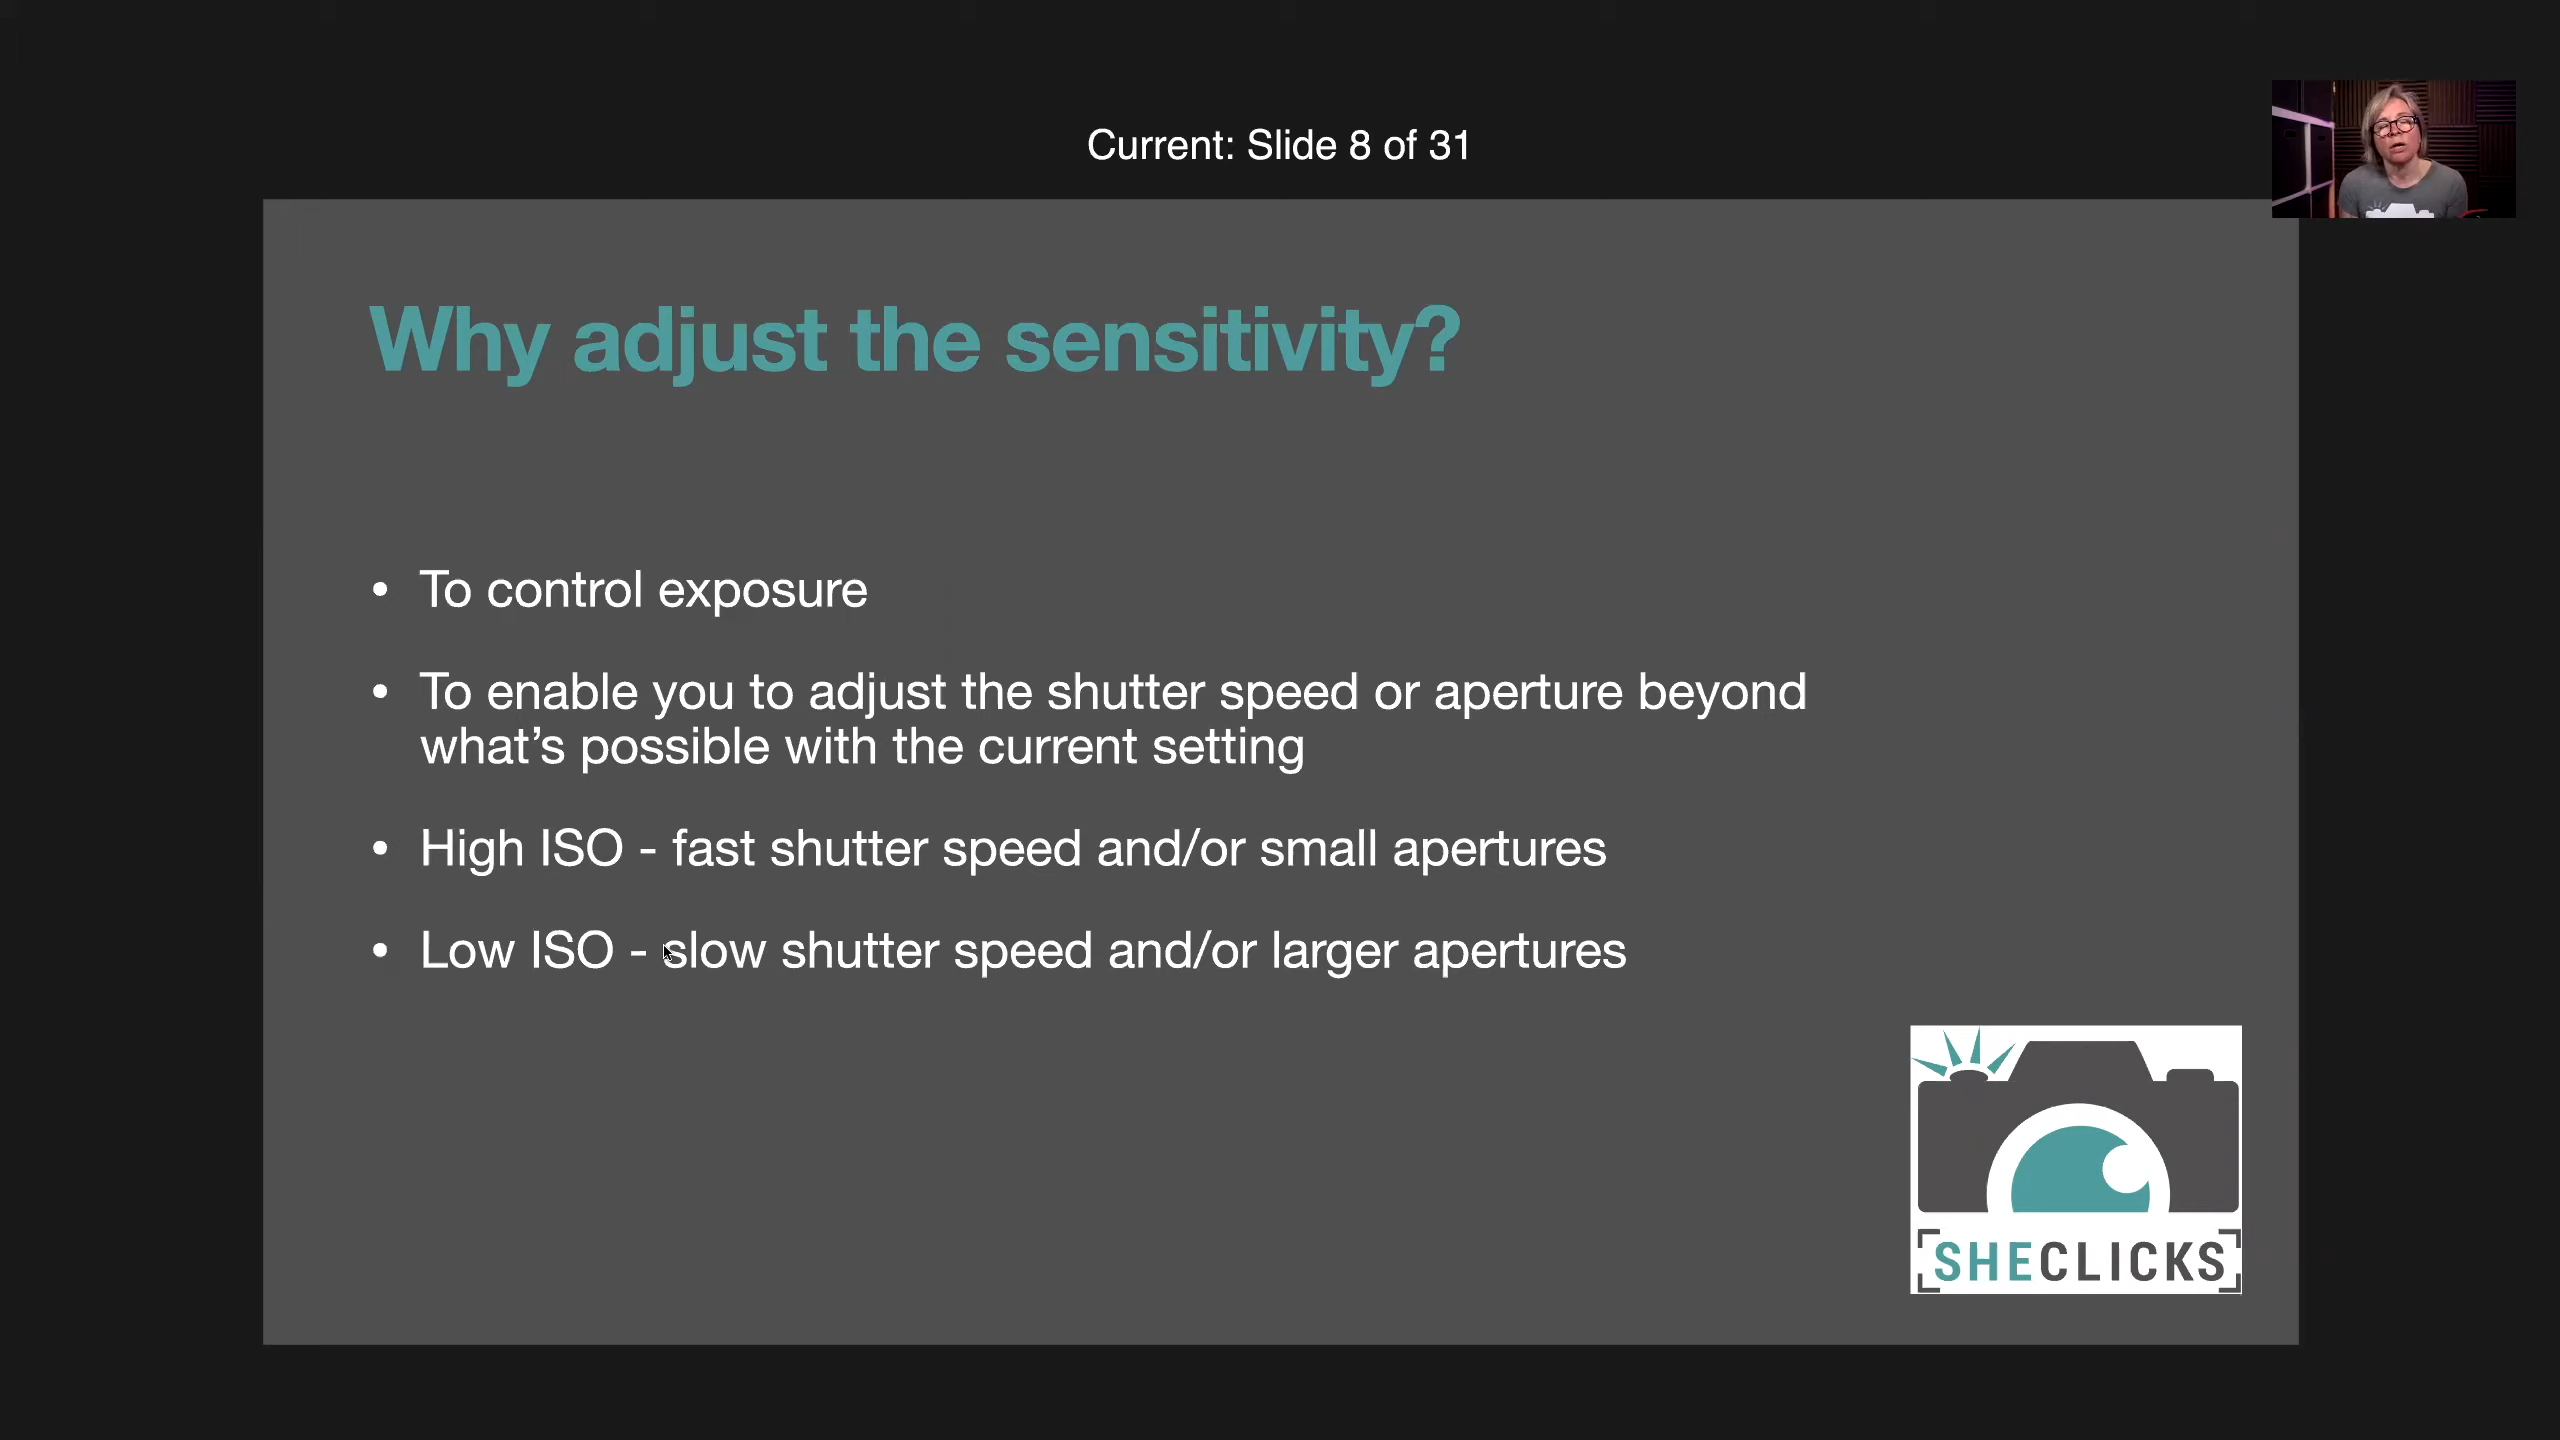 Current: Slide 8 of 31
Why adjust the sensitivity?
• To control exposure
• To enable you to adjust the shutter speed or aperture beyond
what’s possible with the current setting
• High ISO - fast shutter speed and/or small apertures
• Low ISO - slow shutter speed and/or larger apertures
SHECLICKS